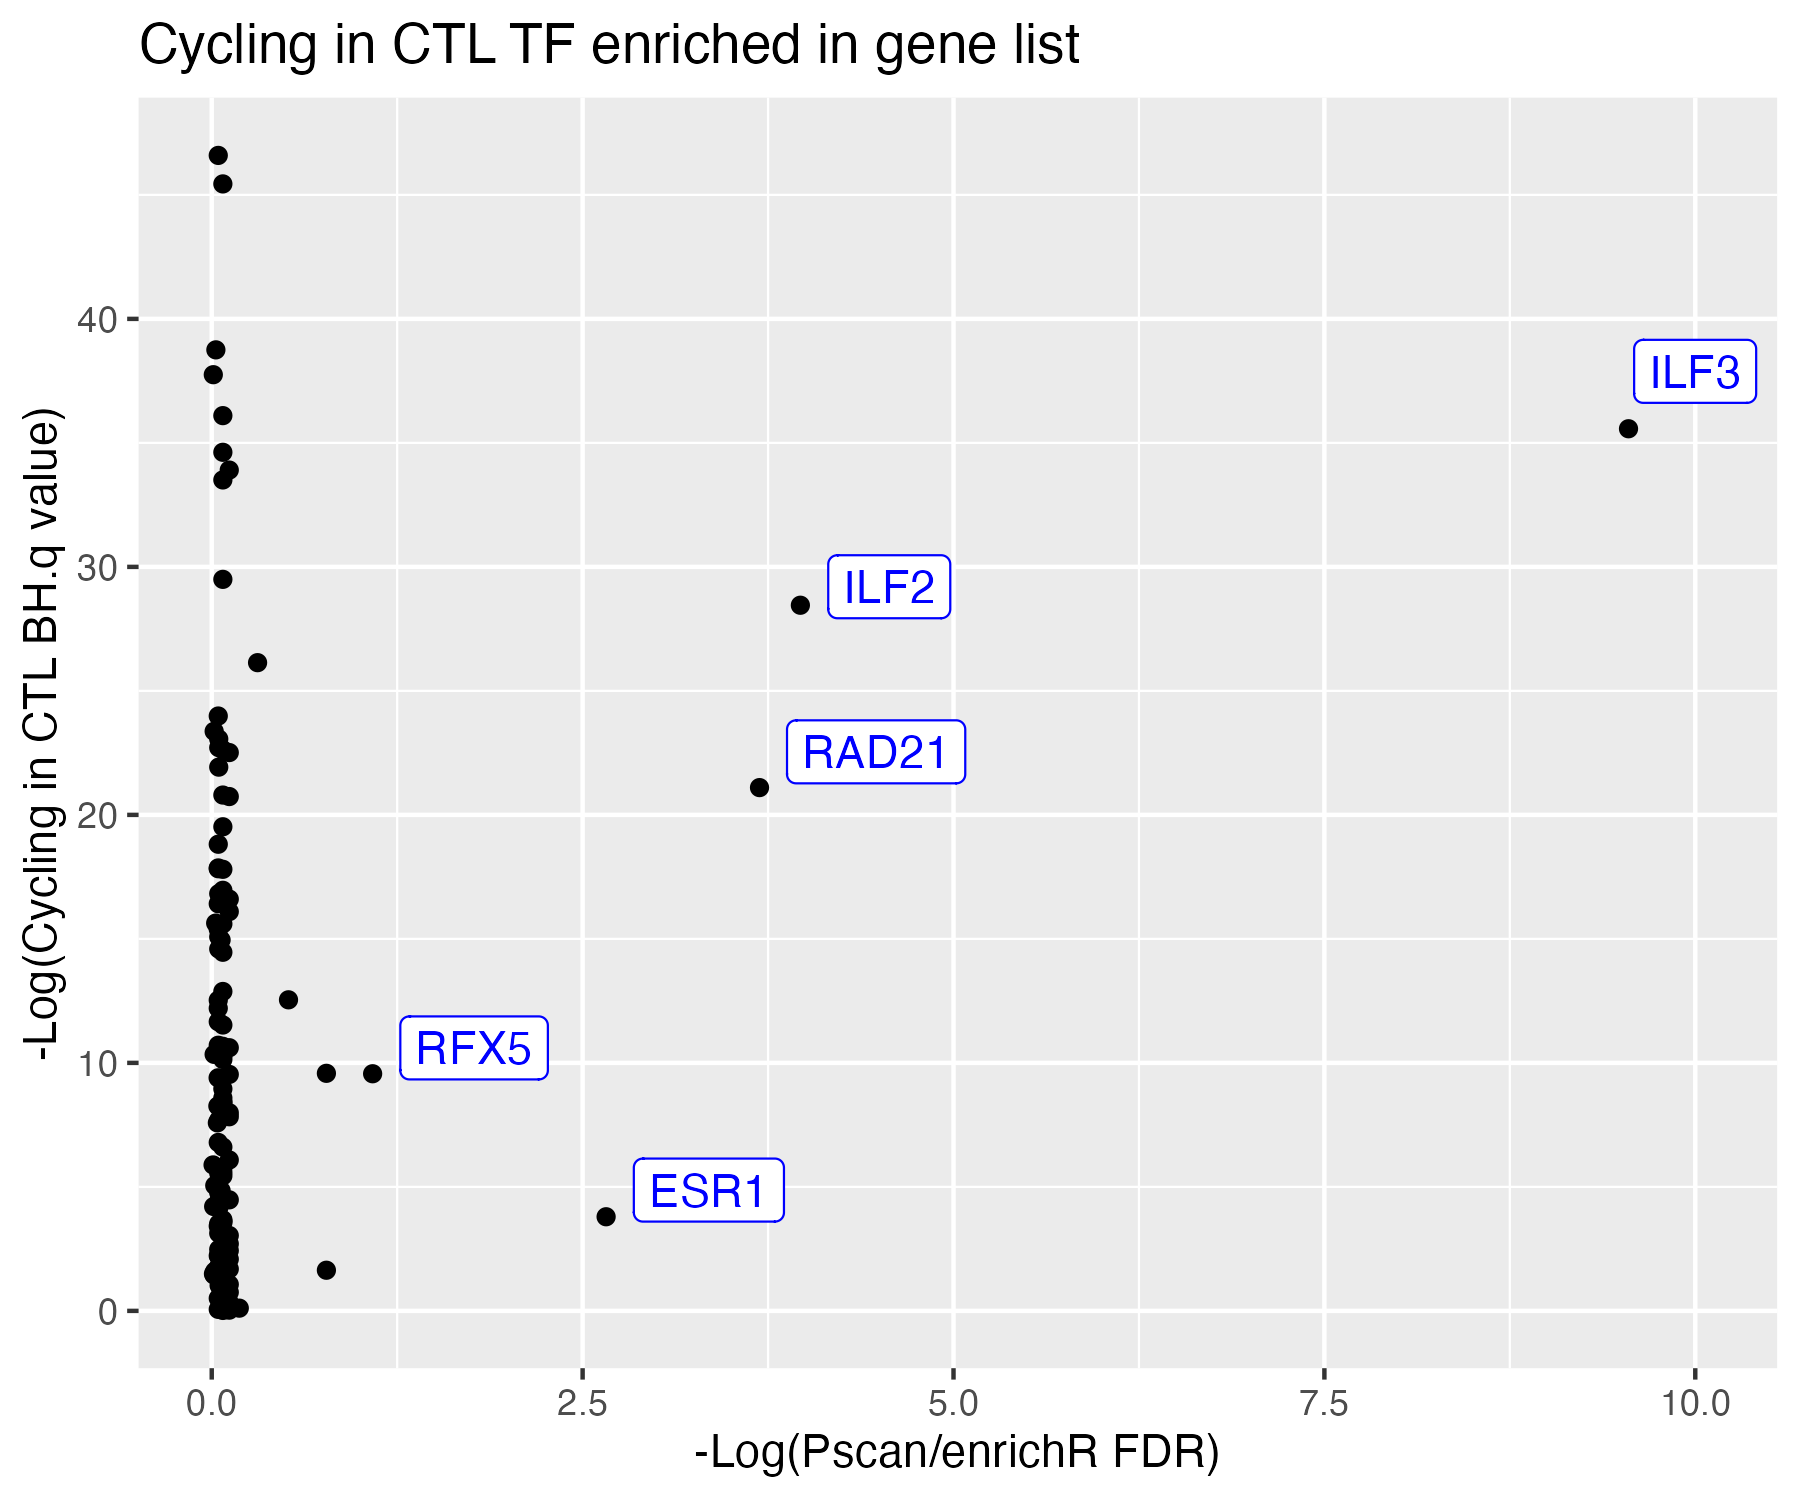 Cycling in CTL TF enriched in gene list
-Log(Cycling in CTL BH.q value)
40
30
20
10
0
ILF3
ILF2
RAD21
RFX5
ESR1
0.0
2.5
5.0
7.5
10.0
-Log(Pscan/enrichR FDR)